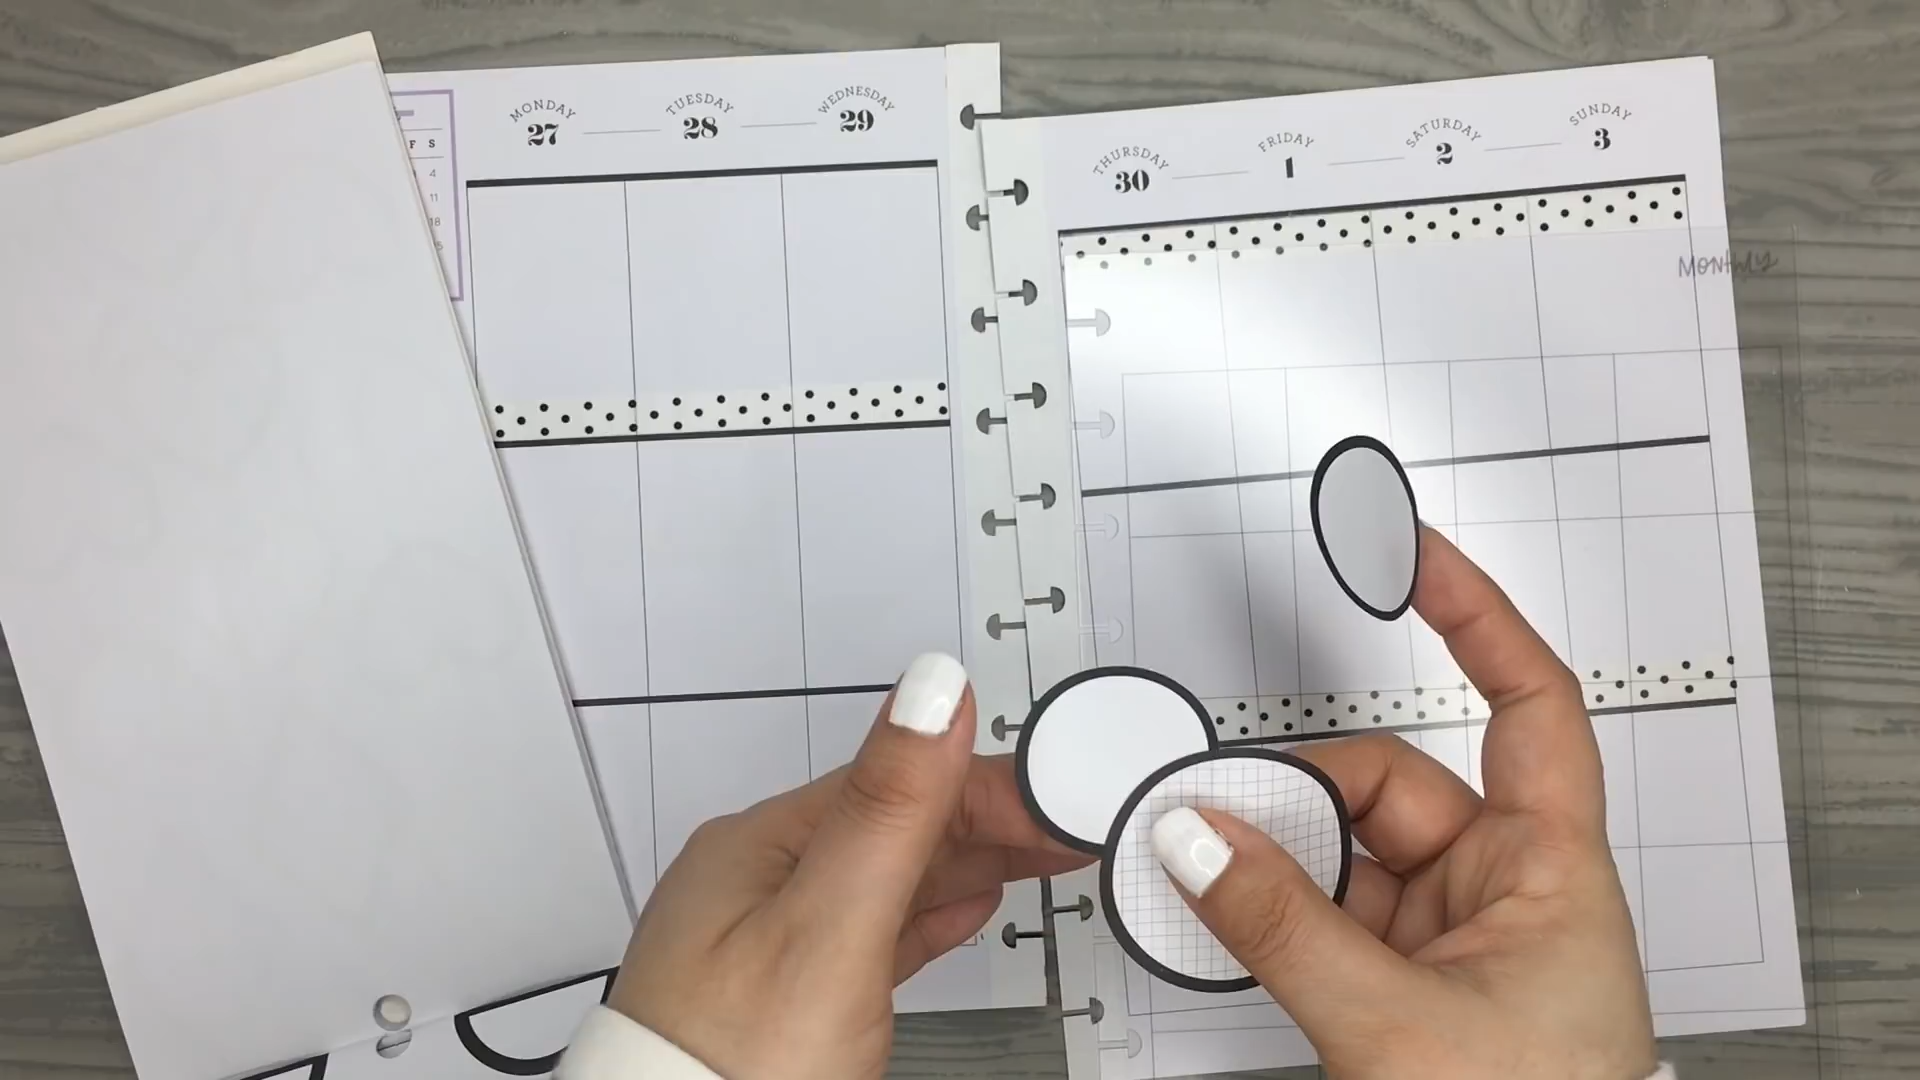 MONDAY TUESDAY WEDNESDAY
27 28 29
THURSDAY FRIDAY SATURDAY SUNDAY
30 1 2 3
F S
4
11
18
MONTHLY